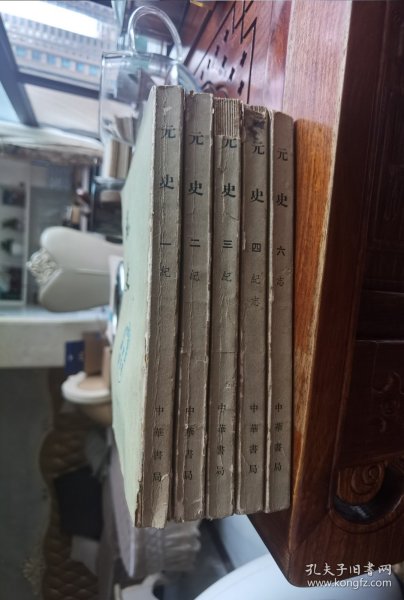 元史 一 紀 中華書局
元史 二 紀 中華書局
元史 三 紀 中華書局
元史 四 紀志 中華書局
元史 六 志 中華書局
孔夫子旧书网
www.kongfz.com